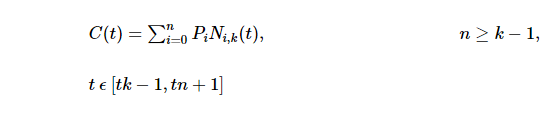 C(t) = ∑ⁿᵢ₌₀ PᵢNᵢ,ₖ(t), n ≥ k − 1,
t ϵ [tk − 1, tn + 1]